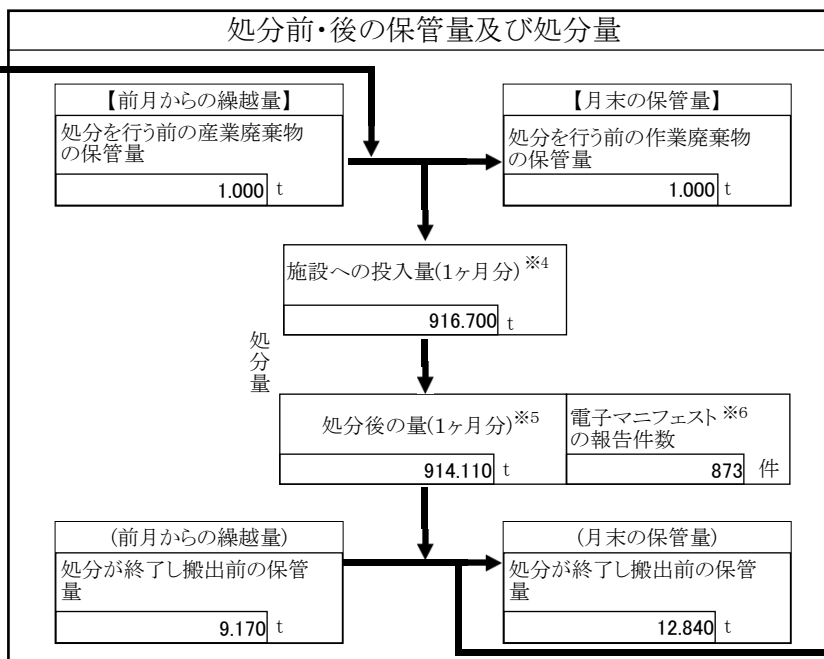 処分前・後の保管量及び処分量
【前月からの繰越量】
処分を行う前の産業廃棄物
の保管量
1.000 t
【月末の保管量】
処分を行う前の作業廃棄物
の保管量
1.000 t
施設への投入量(1ヶ月分)※4
916.700 t
処分量
処分後の量(1ヶ月分)※5
914.110 t
電子マニフェスト※6
の報告件数
873 件
(前月からの繰越量)
処分が終了し搬出前の保管
量
9.170 t
(月末の保管量)
処分が終了し搬出前の保管
量
12.840 t